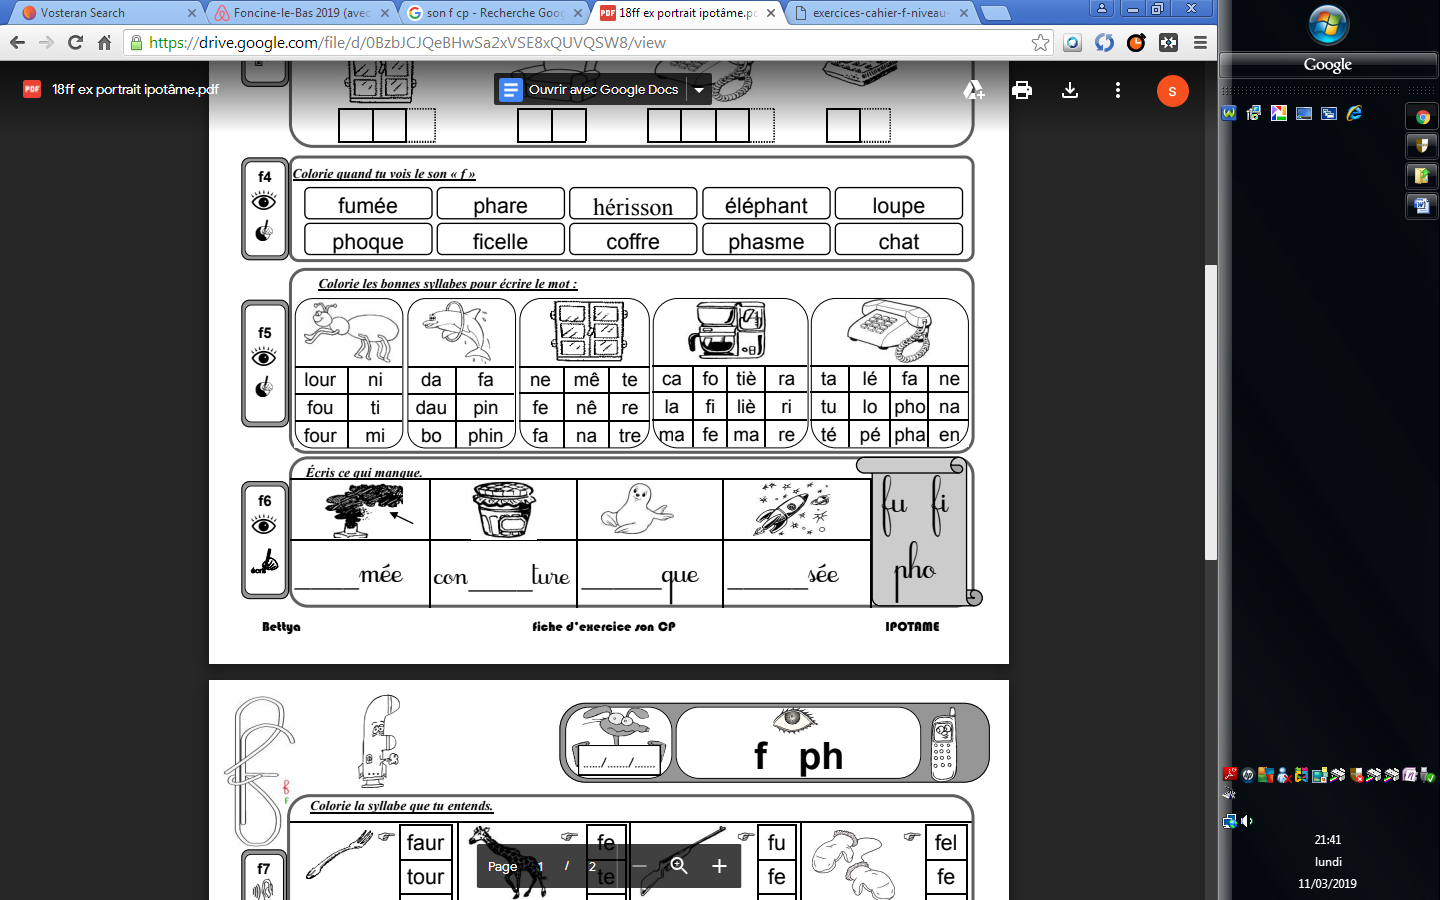 Vosteran Search
Foncine-le-Bas 2019 (avec
son f cp - Recherche Goog
18ff ex portrait ipotâme.pd
exercices-cahier-f-niveau-
https://drive.google.com/file/d/0BzbJCJQeBHwSa2xVSE8xQUVQSW8/view
Google
18ff ex portrait ipotâme.pdf
Ouvrir avec Google Docs
s
f4
Colorie quand tu vois le son « f »
fumée phare hérisson éléphant loupe
phoque ficelle coffre phasme chat
f5
Colorie les bonnes syllabes pour écrire le mot :
lour ni da fa ne mê te ca fo tiè ra ta lé fa ne
fou ti dau pin fe nê re la fi liè ri tu lo pho na
four mi bo phin fa na tre ma fe ma re té pé pha en
f6
écris
Écris ce qui manque.
fu fi
pho
______mée con______ture _______que _______sée
Bettya fiche d'exercice son CP IPOTAME
....../....../......
f ph
Colorie la syllabe que tu entends.
f7
faur fe fu fel
tour te fe fe
Page 1 / 2
21:41
lundi
11/03/2019